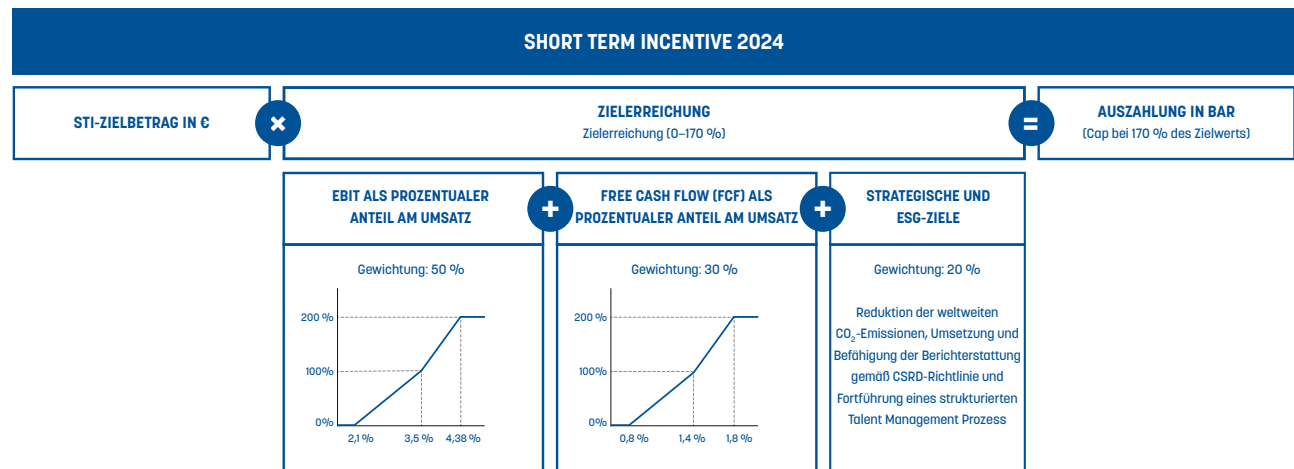 SHORT TERM INCENTIVE 2024
STI-ZIELBETRAG IN €
×
ZIELERREICHUNG
Zielerreichung (0–170 %)
=
AUSZAHLUNG IN BAR
(Cap bei 170 % des Zielwerts)
EBIT ALS PROZENTUALER
ANTEIL AM UMSATZ
+
FREE CASH FLOW (FCF) ALS
PROZENTUALER ANTEIL AM UMSATZ
+
STRATEGISCHE UND
ESG-ZIELE
Gewichtung: 50 %
200 %
100%
0%
2,1 %
3,5 %
4,38 %
Gewichtung: 30 %
200 %
100%
0%
0,8 %
1,4 %
1,8 %
Gewichtung: 20 %
Reduktion der weltweiten
CO₂-Emissionen, Umsetzung und
Befähigung der Berichterstattung
gemäß CSRD-Richtlinie und
Fortführung eines strukturierten
Talent Management Prozess